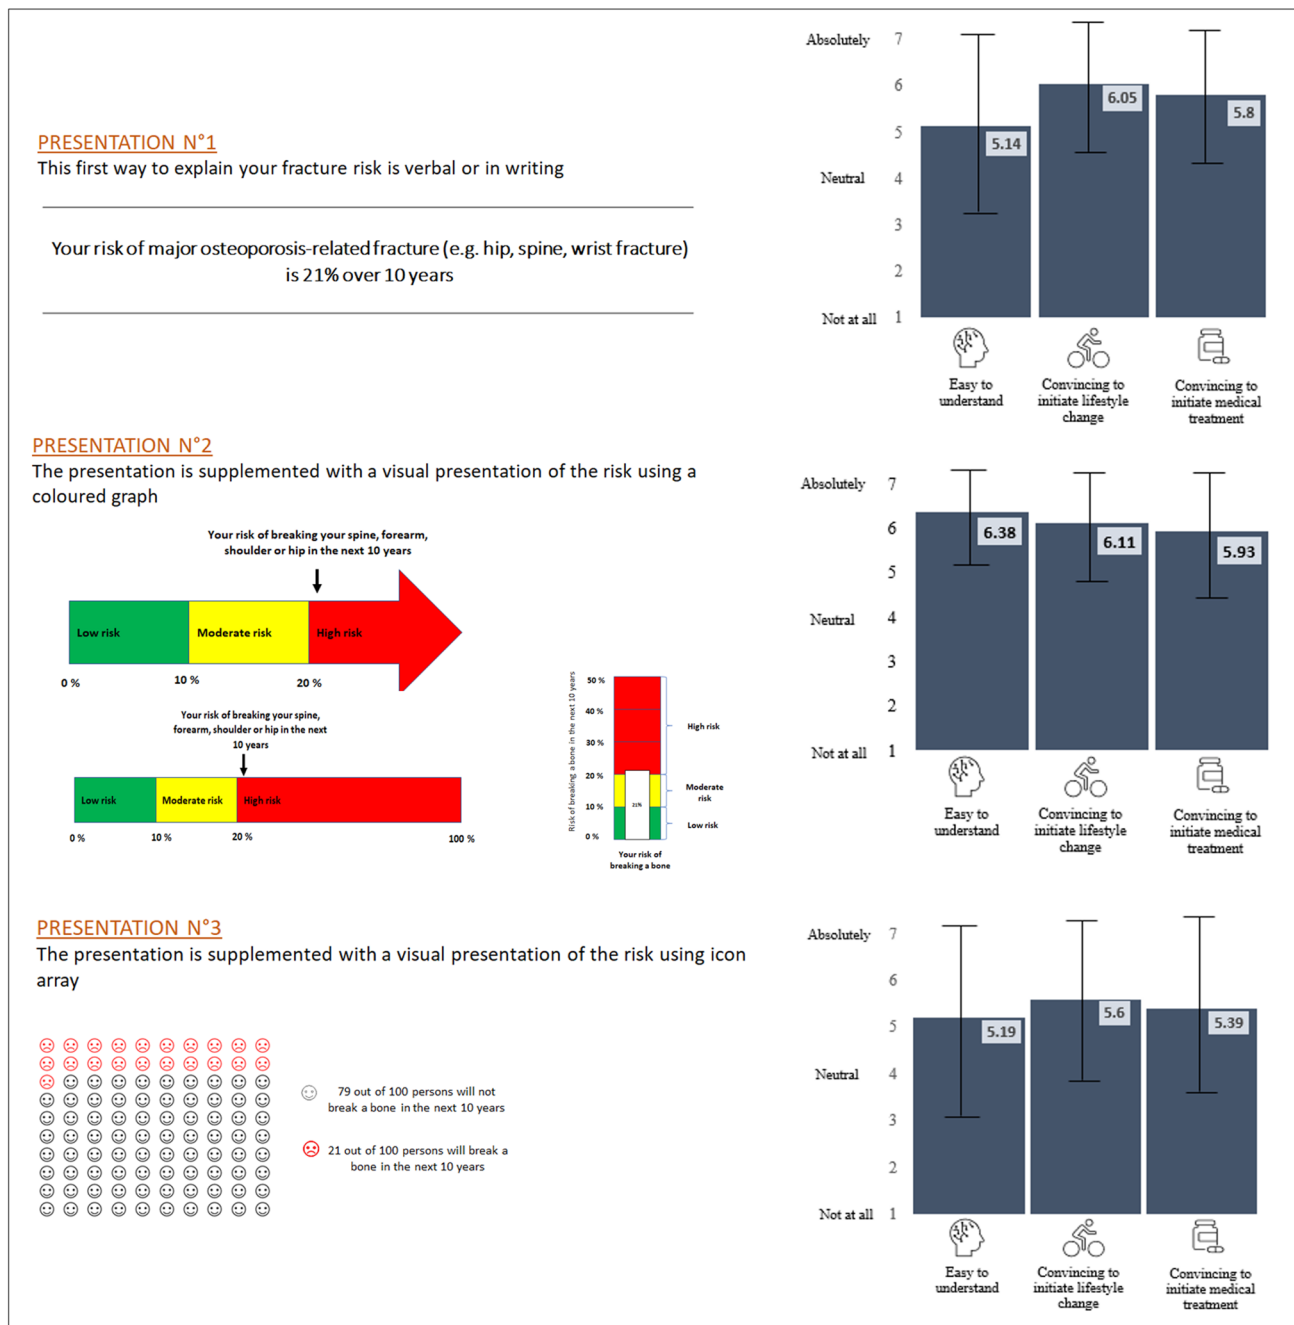 PRESENTATION N°1
This first way to explain your fracture risk is verbal or in writing
Your risk of major osteoporosis-related fracture (e.g. hip, spine, wrist fracture)
is 21% over 10 years
Absolutely 7
6
5
Neutral 4
3
2
Not at all 1
5.14
6.05
5.8
Easy to
understand
Convincing to
initiate lifestyle
change
Convincing to
initiate medical
treatment
PRESENTATION N°2
The presentation is supplemented with a visual presentation of the risk using a
coloured graph
Your risk of breaking your spine, forearm,
shoulder or hip in the next 10 years
Low risk
Moderate risk
High risk
0 %
10 %
20 %
Your risk of breaking your spine,
forearm, shoulder or hip in the next
10 years
Low risk
Moderate risk
High risk
0 %
10 %
20 %
100 %
Risk of breaking a bone in the next 10 years
50 %
40 %
30 %
20 %
10 %
0 %
21%
High risk
Moderate
risk
Low risk
Your risk of
breaking a bone
Absolutely 7
6
5
Neutral 4
3
2
Not at all 1
6.38
6.11
5.93
Easy to
understand
Convincing to
initiate lifestyle
change
Convincing to
initiate medical
treatment
PRESENTATION N°3
The presentation is supplemented with a visual presentation of the risk using icon
array
79 out of 100 persons will not
break a bone in the next 10 years
21 out of 100 persons will break a
bone in the next 10 years
Absolutely 7
6
5
Neutral 4
3
2
Not at all 1
5.19
5.6
5.39
Easy to
understand
Convincing to
initiate lifestyle
change
Convincing to
initiate medical
treatment